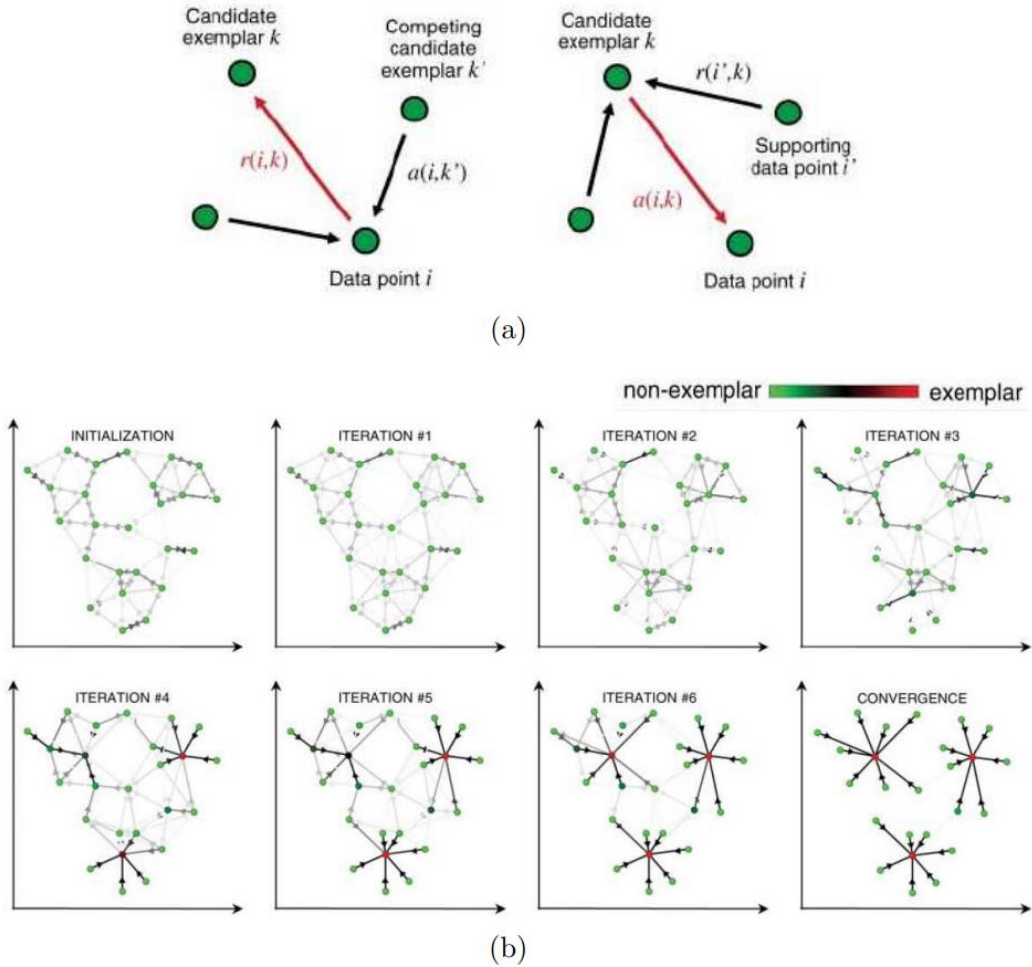 Candidate
exemplar k
Competing
candidate
exemplar k'
r(i,k)
a(i,k')
Data point i
Candidate
exemplar k
r(i',k)
Supporting
data point i'
a(i,k)
Data point i
(a)
non-exemplar
exemplar
INITIALIZATION
ITERATION #1
ITERATION #2
ITERATION #3
ITERATION #4
ITERATION #5
ITERATION #6
CONVERGENCE
(b)